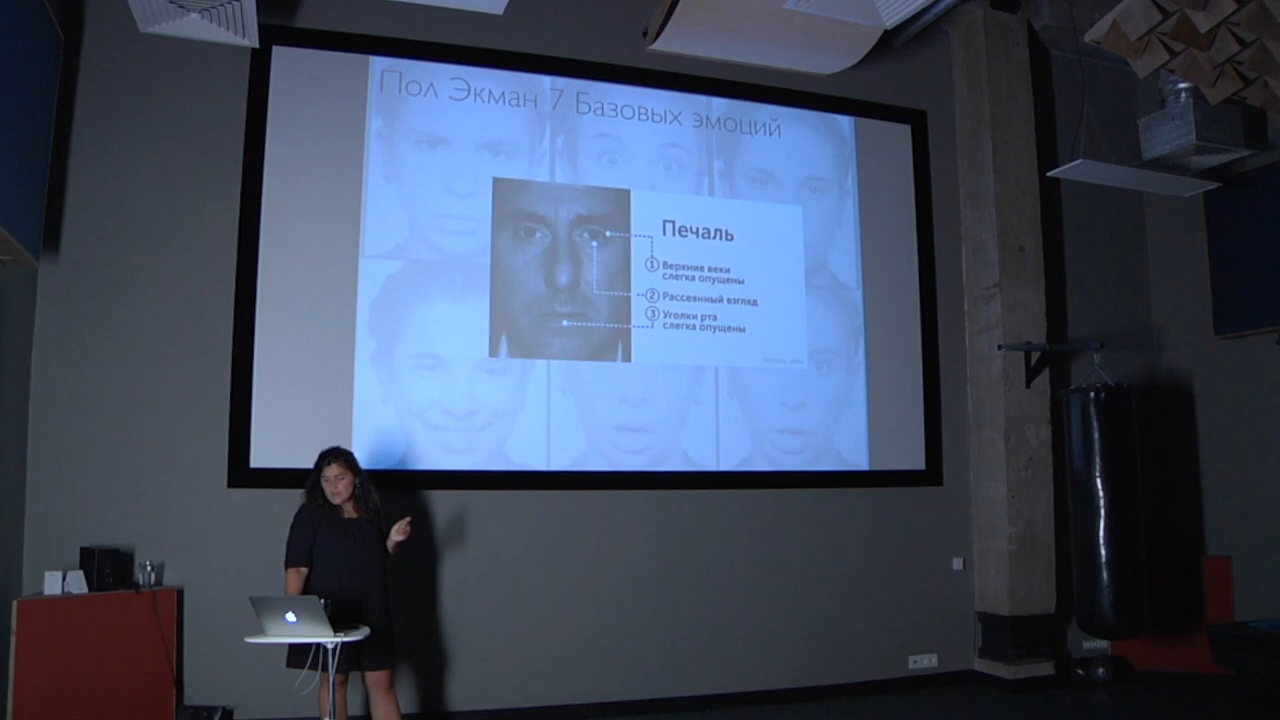 Пол Экман 7 Базовых эмоций
Печаль
1 Верхние веки
слегка опущены
2 Рассеянный взгляд
3 Уголки рта
слегка опущены